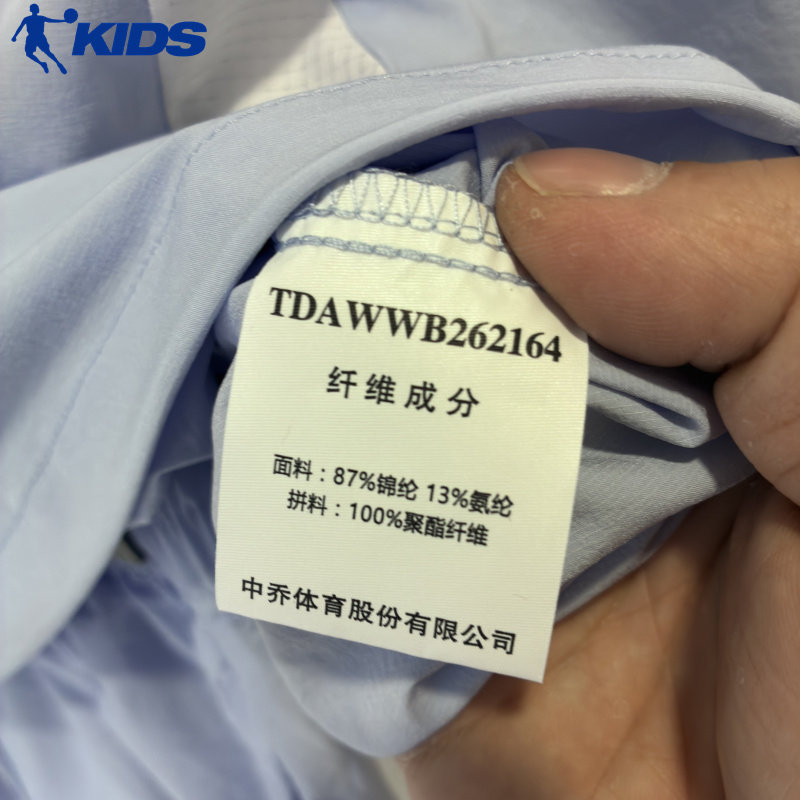 KIDS
TDAWWB262164
纤维成分
面料：87%锦纶 13%氨纶
拼料：100%聚酯纤维
中乔体育股份有限公司